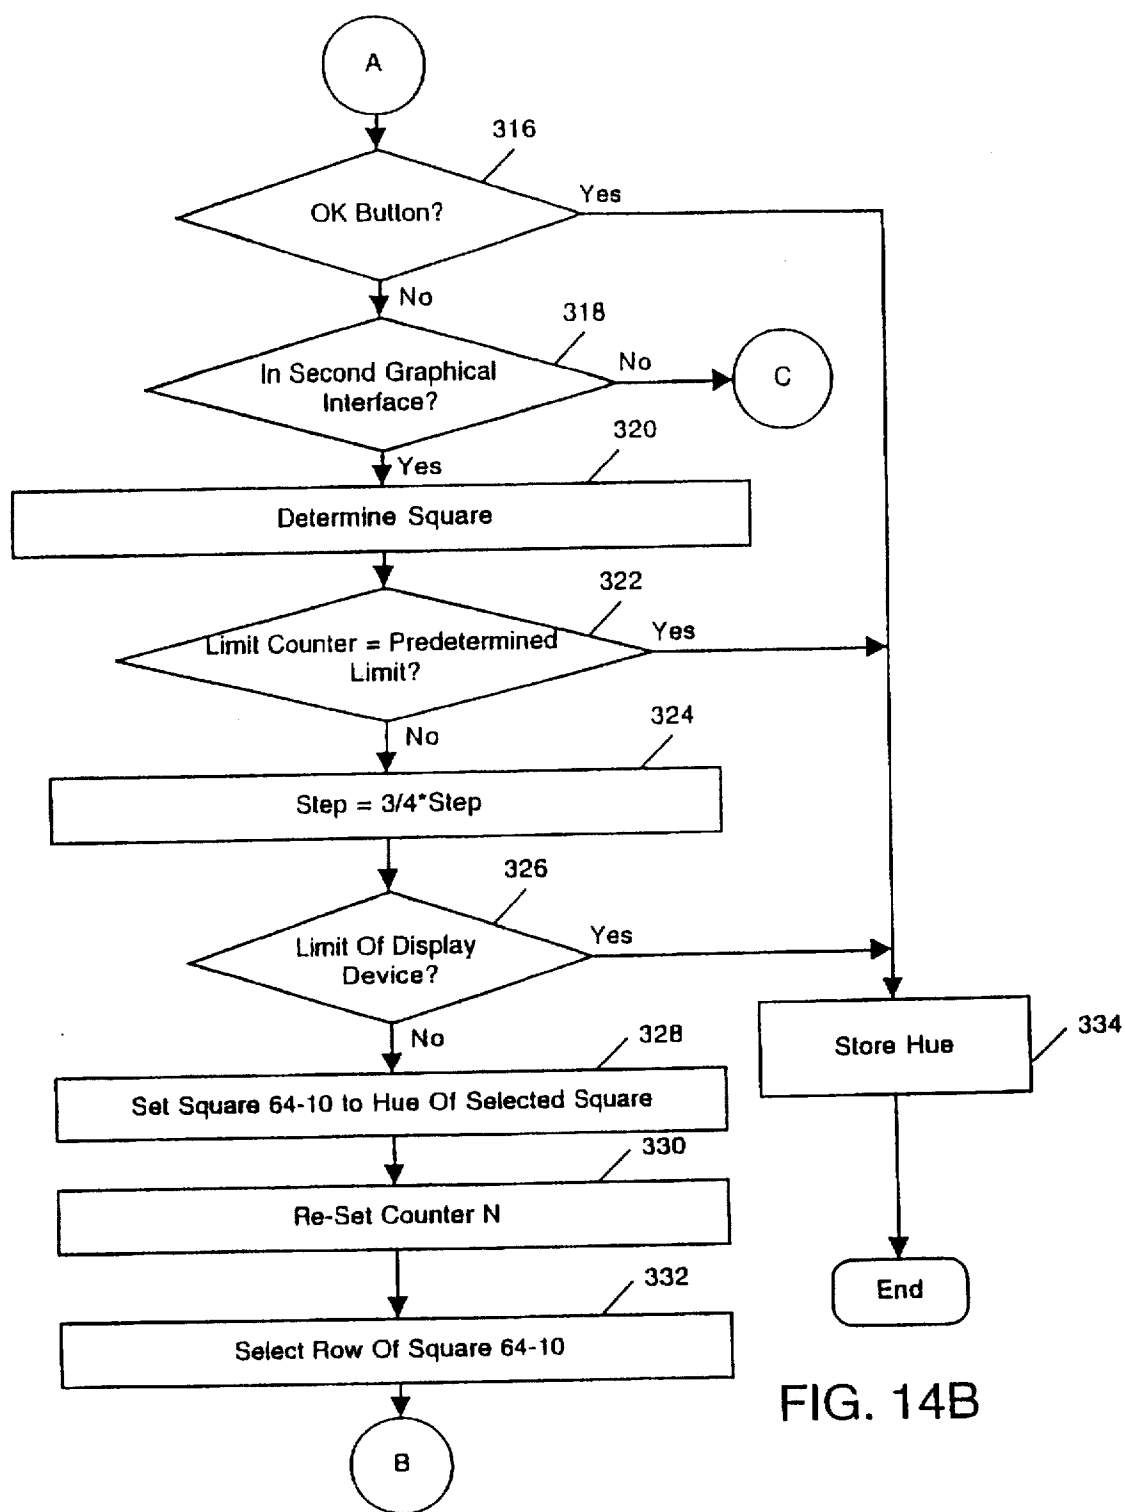 A
316
OK Button?
Yes
No
318
In Second Graphical
Interface?
No
C
Yes
320
Determine Square
322
Limit Counter = Predetermined
Limit?
Yes
No
324
Step = 3/4*Step
326
Limit Of Display
Device?
Yes
No
Store Hue
334
328
Set Square 64-10 to Hue Of Selected Square
330
Re-Set Counter N
End
332
Select Row Of Square 64-10
B
FIG. 14B